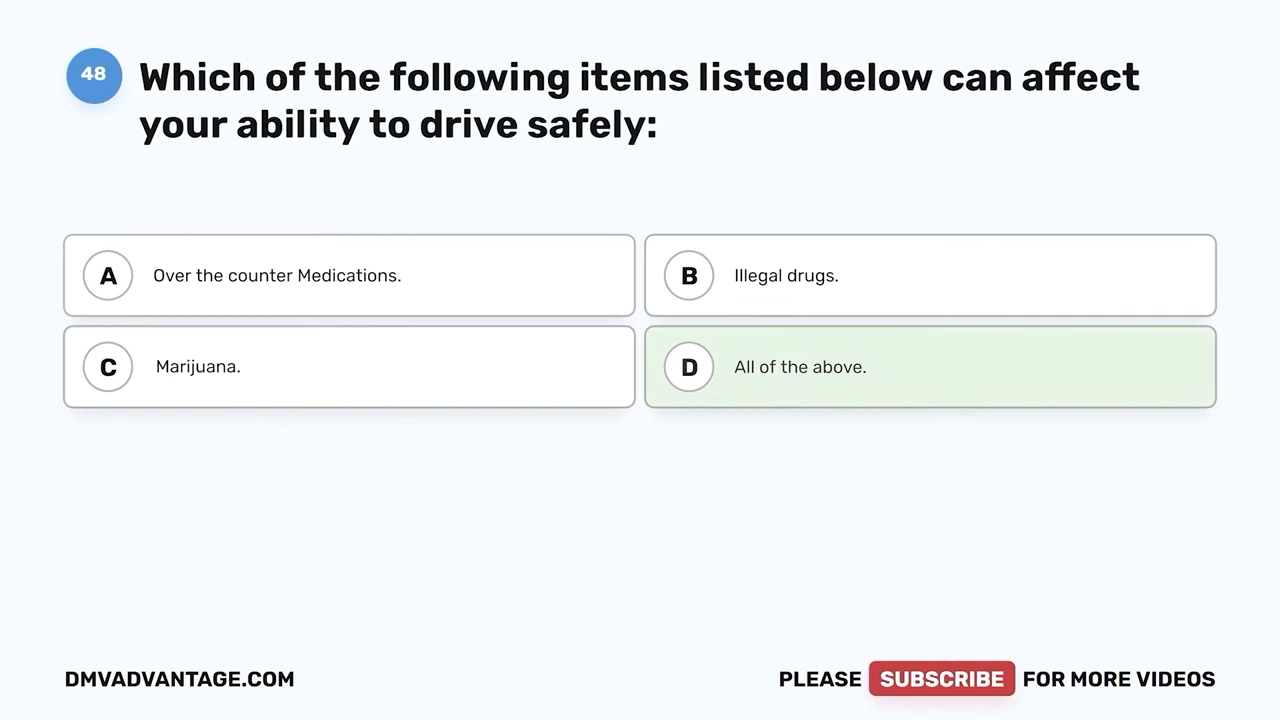 48
Which of the following items listed below can affect
your ability to drive safely:
A
Over the counter Medications.
B
Illegal drugs.
C
Marijuana.
D
All of the above.
DMVADVANTAGE.COM
PLEASE SUBSCRIBE FOR MORE VIDEOS